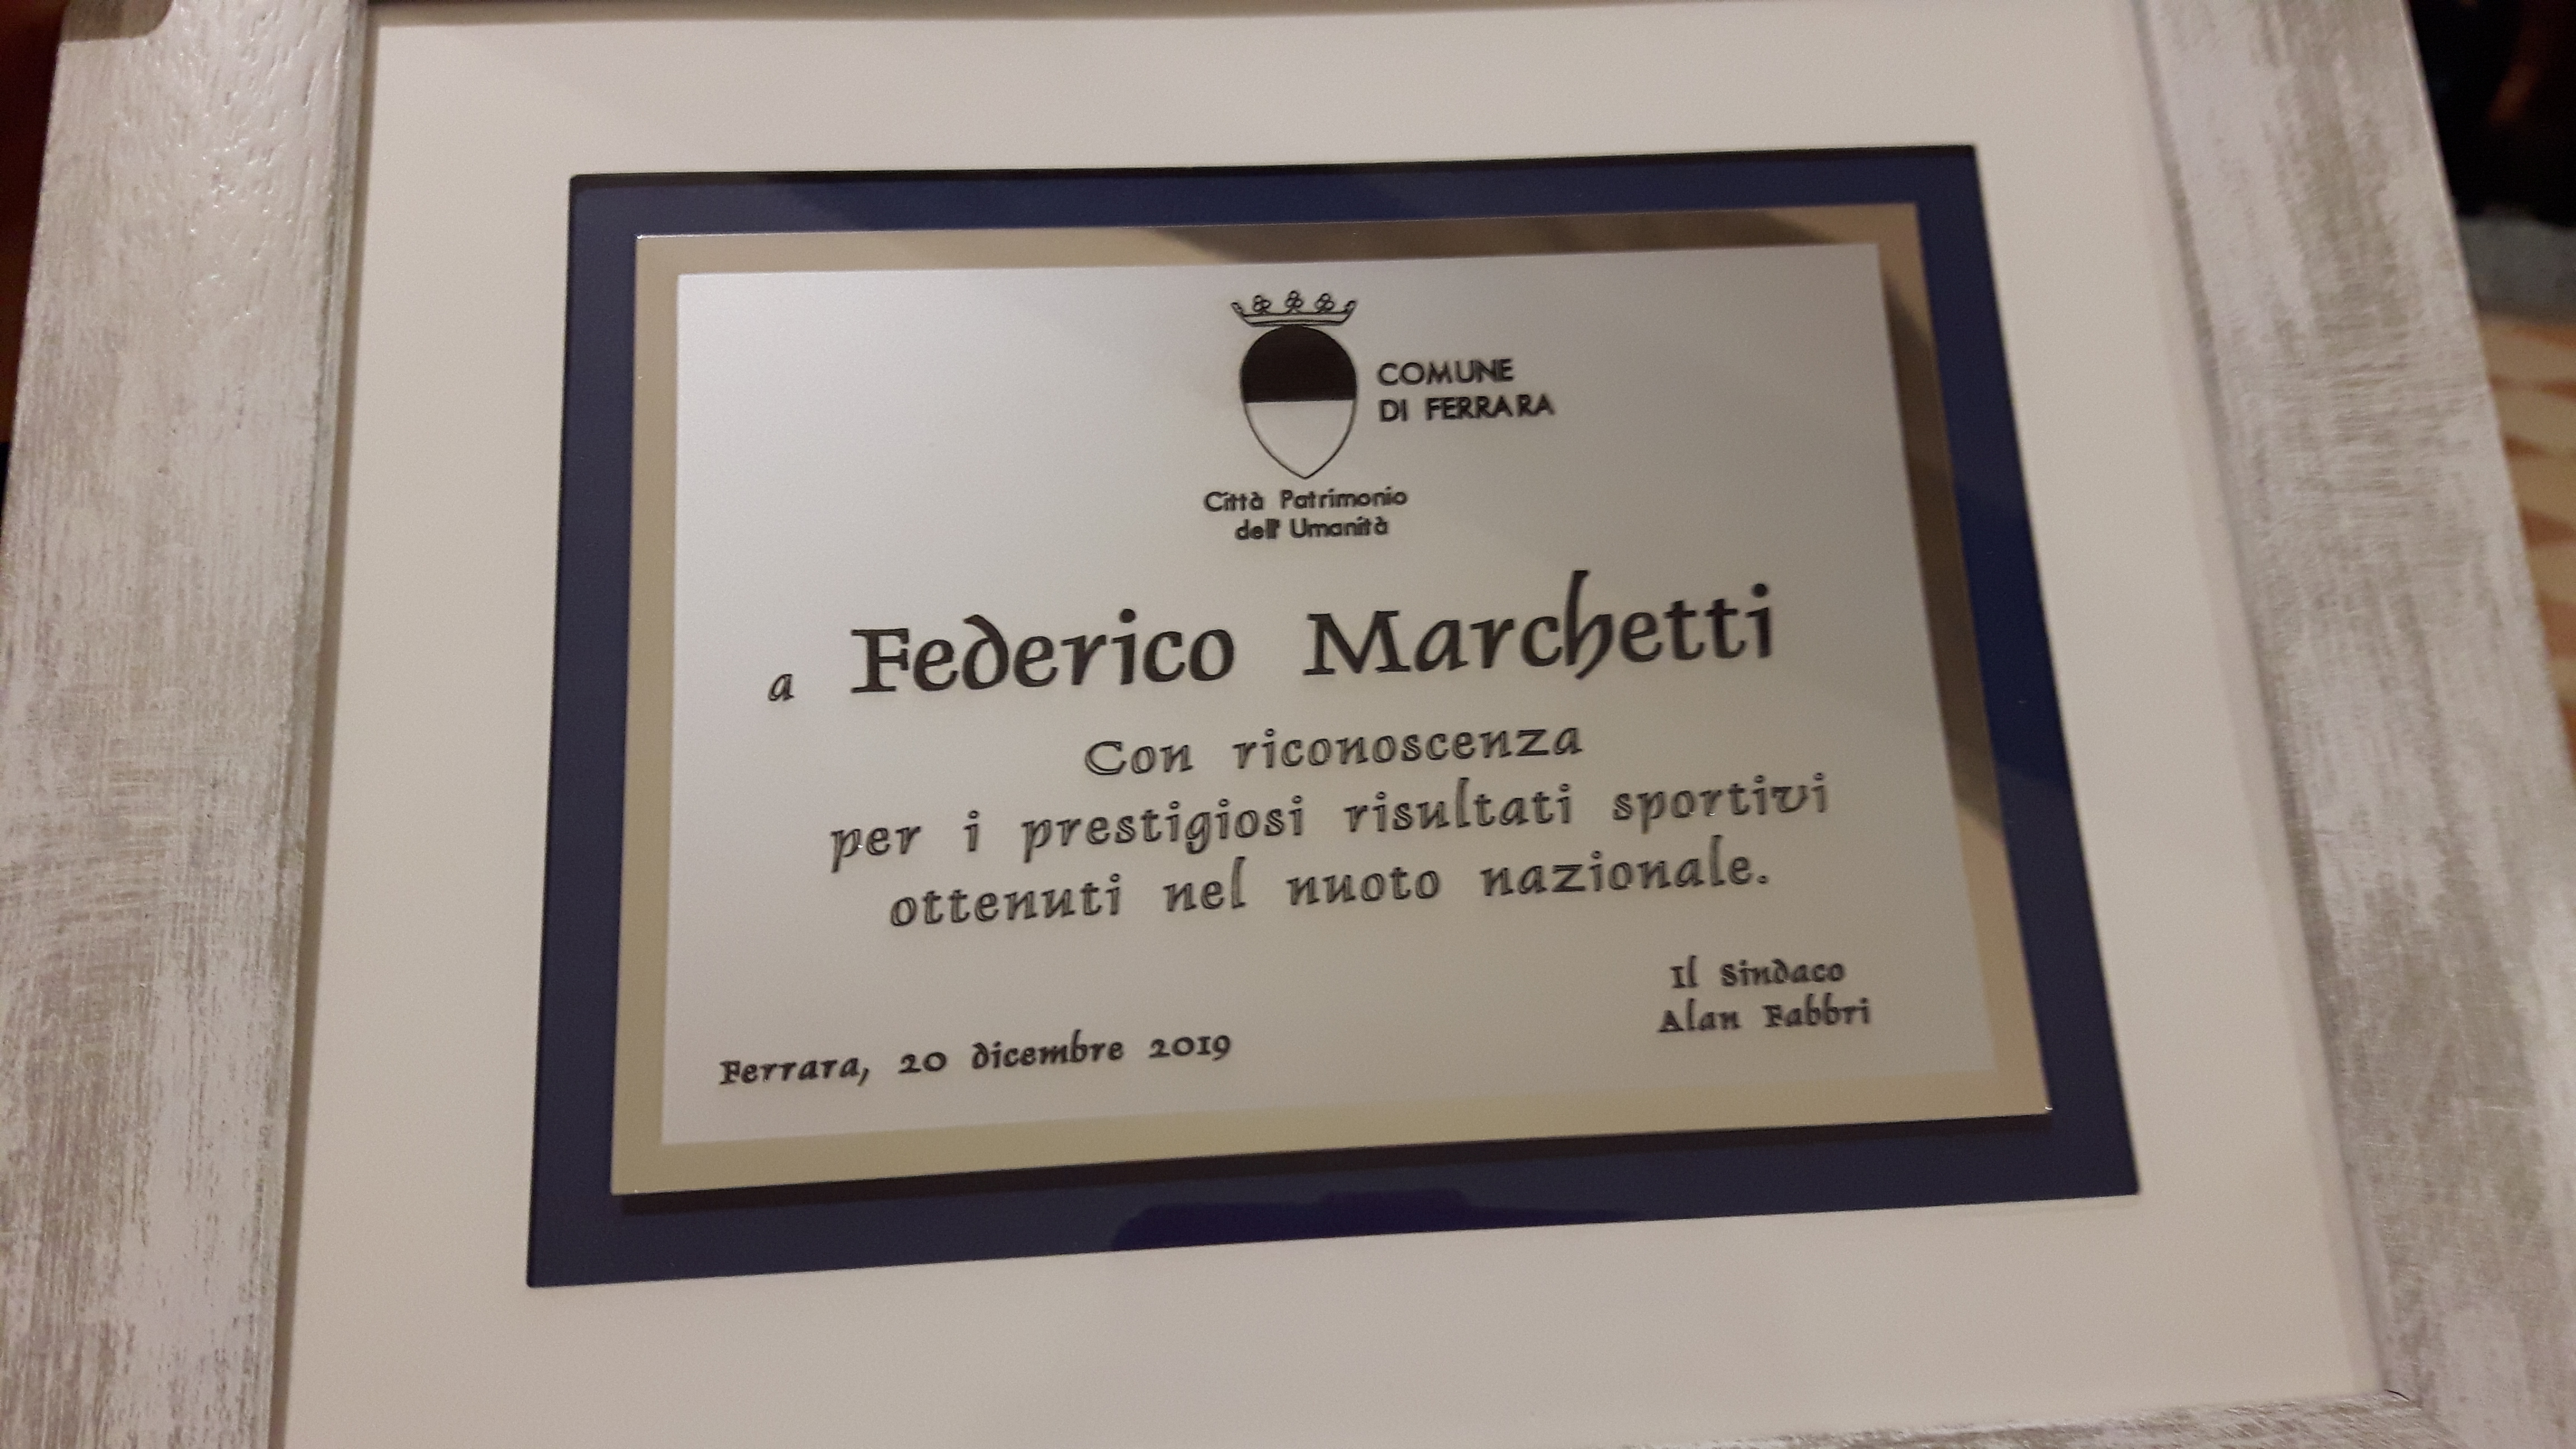 COMUNE
DI FERRARA
Città Patrimonio
dell' Umanità
a Federico Marchetti
Con riconoscenza
per i prestigiosi risultati sportivi
ottenuti nel nuoto nazionale.
Il Sindaco
Alan Fabbri
Ferrara, 20 dicembre 2019